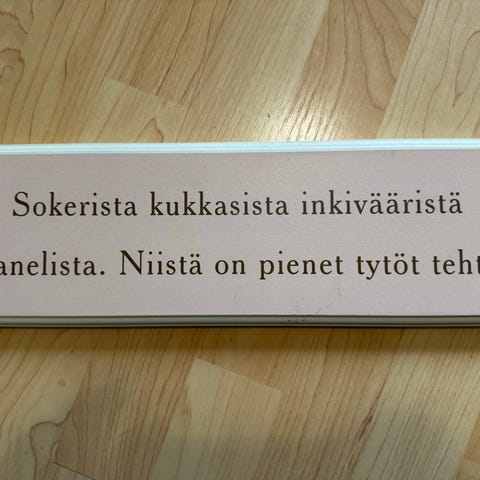 Sokerista kukkasista inkivääristä
anelista. Niistä on pienet tytöt teht